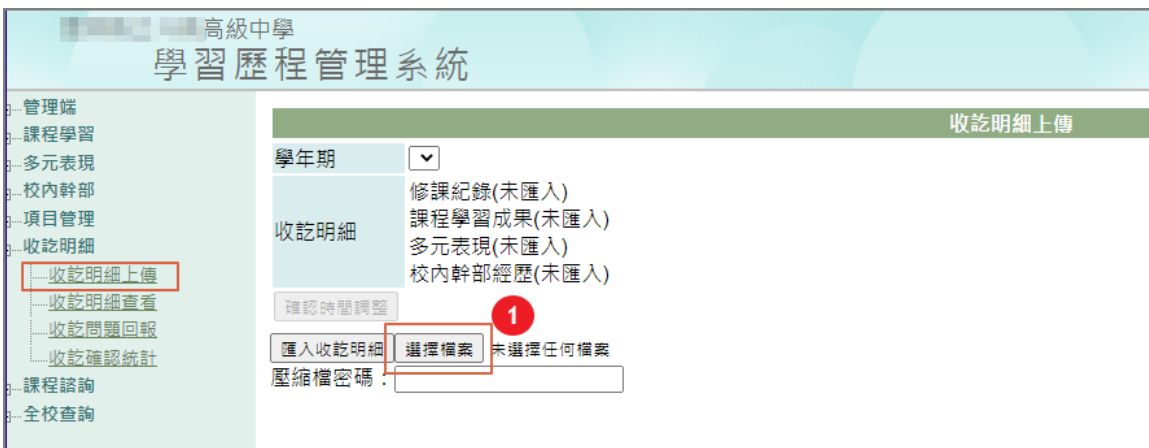 高級中學
學習歷程管理系統
管理端
課程學習
多元表現
校內幹部
項目管理
收訖明細
收訖明細上傳
收訖明細查看
收訖問題回報
收訖確認統計
課程諮詢
全校查詢
收訖明細上傳
學年期
收訖明細
修課紀錄(未匯入)
課程學習成果(未匯入)
多元表現(未匯入)
校內幹部經歷(未匯入)
確認時間調整
1
匯入收訖明細 選擇檔案 未選擇任何檔案
壓縮檔密碼：